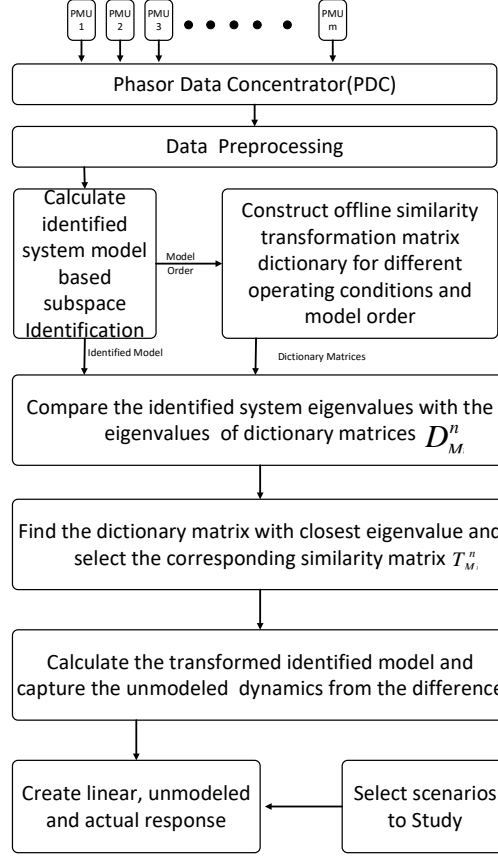 PMU
1
PMU
2
PMU
3
PMU
m
Phasor Data Concentrator(PDC)
Data Preprocessing
Calculate
identified
system model
based
subspace
Identification
Model
Order
Construct offline similarity
transformation matrix
dictionary for different
operating conditions and
model order
Identified Model
Dictionary Matrices
Compare the identified system eigenvalues with the
eigenvalues of dictionary matrices D_{M_i}^n
Find the dictionary matrix with closest eigenvalue and
select the corresponding similarity matrix T_{M_i}^n
Calculate the transformed identified model and
capture the unmodeled dynamics from the difference
Create linear, unmodeled
and actual response
Select scenarios
to Study